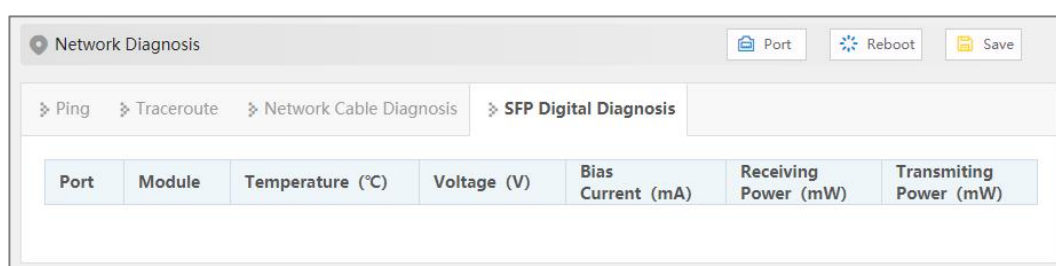 Network Diagnosis Port Reboot Save
Ping Traceroute Network Cable Diagnosis SFP Digital Diagnosis
Port Module Temperature (℃) Voltage (V) Bias Current (mA) Receiving Power (mW) Transmiting Power (mW)